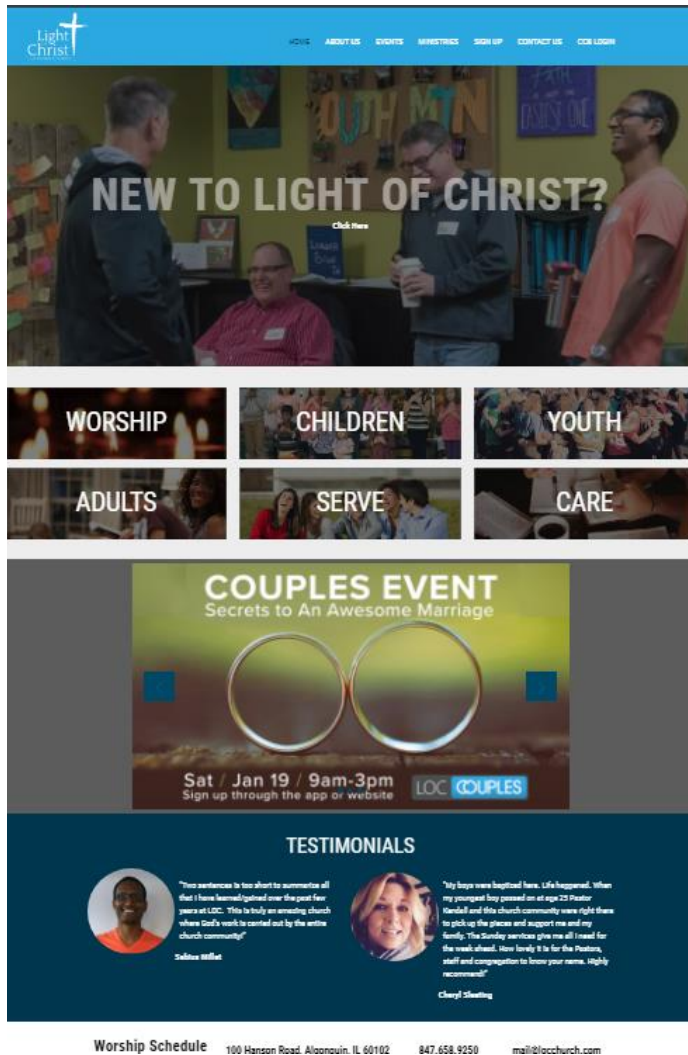 Light
Christ
HOME ABOUT US EVENTS MINISTRIES SIGN UP CONTACT US CCB LOGIN
OUTH MIN
FAITH
EASIEST ONE
NEW TO LIGHT OF CHRIST?
Click Here
WORSHIP CHILDREN YOUTH
ADULTS SERVE CARE
COUPLES EVENT
Secrets to An Awesome Marriage
Sat / Jan 19 / 9am-3pm
Sign up through the app or website
LOC COUPLES
TESTIMONIALS
"Two sentences is too short to summarize all
that I have learned/gained over the past few
years at LOC. This is truly an amazing church
where God's work is carried out by the entire
church community!"
Millet
"My boys were baptized here. Life happened. When
my youngest boy passed on at age 25 Pastor
Kendall and this church community were right there
to pick up the pieces and support me and my
family. The Sunday services give me all I need for
the week ahead. How lovely it is for the Pastors,
staff and congregation to know your name. Highly
recommend!"
Cheryl
Worship Schedule 100 Hanson Road, Algonquin, IL 60102 847.658.9250 mail@locchurch.com